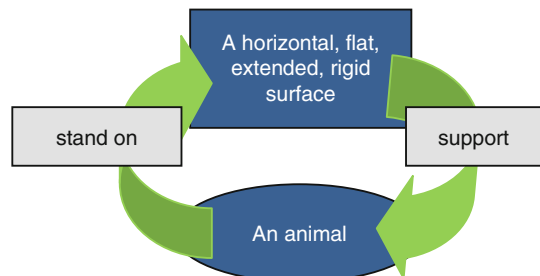 A horizontal, flat,
extended, rigid
surface
stand on
support
An animal